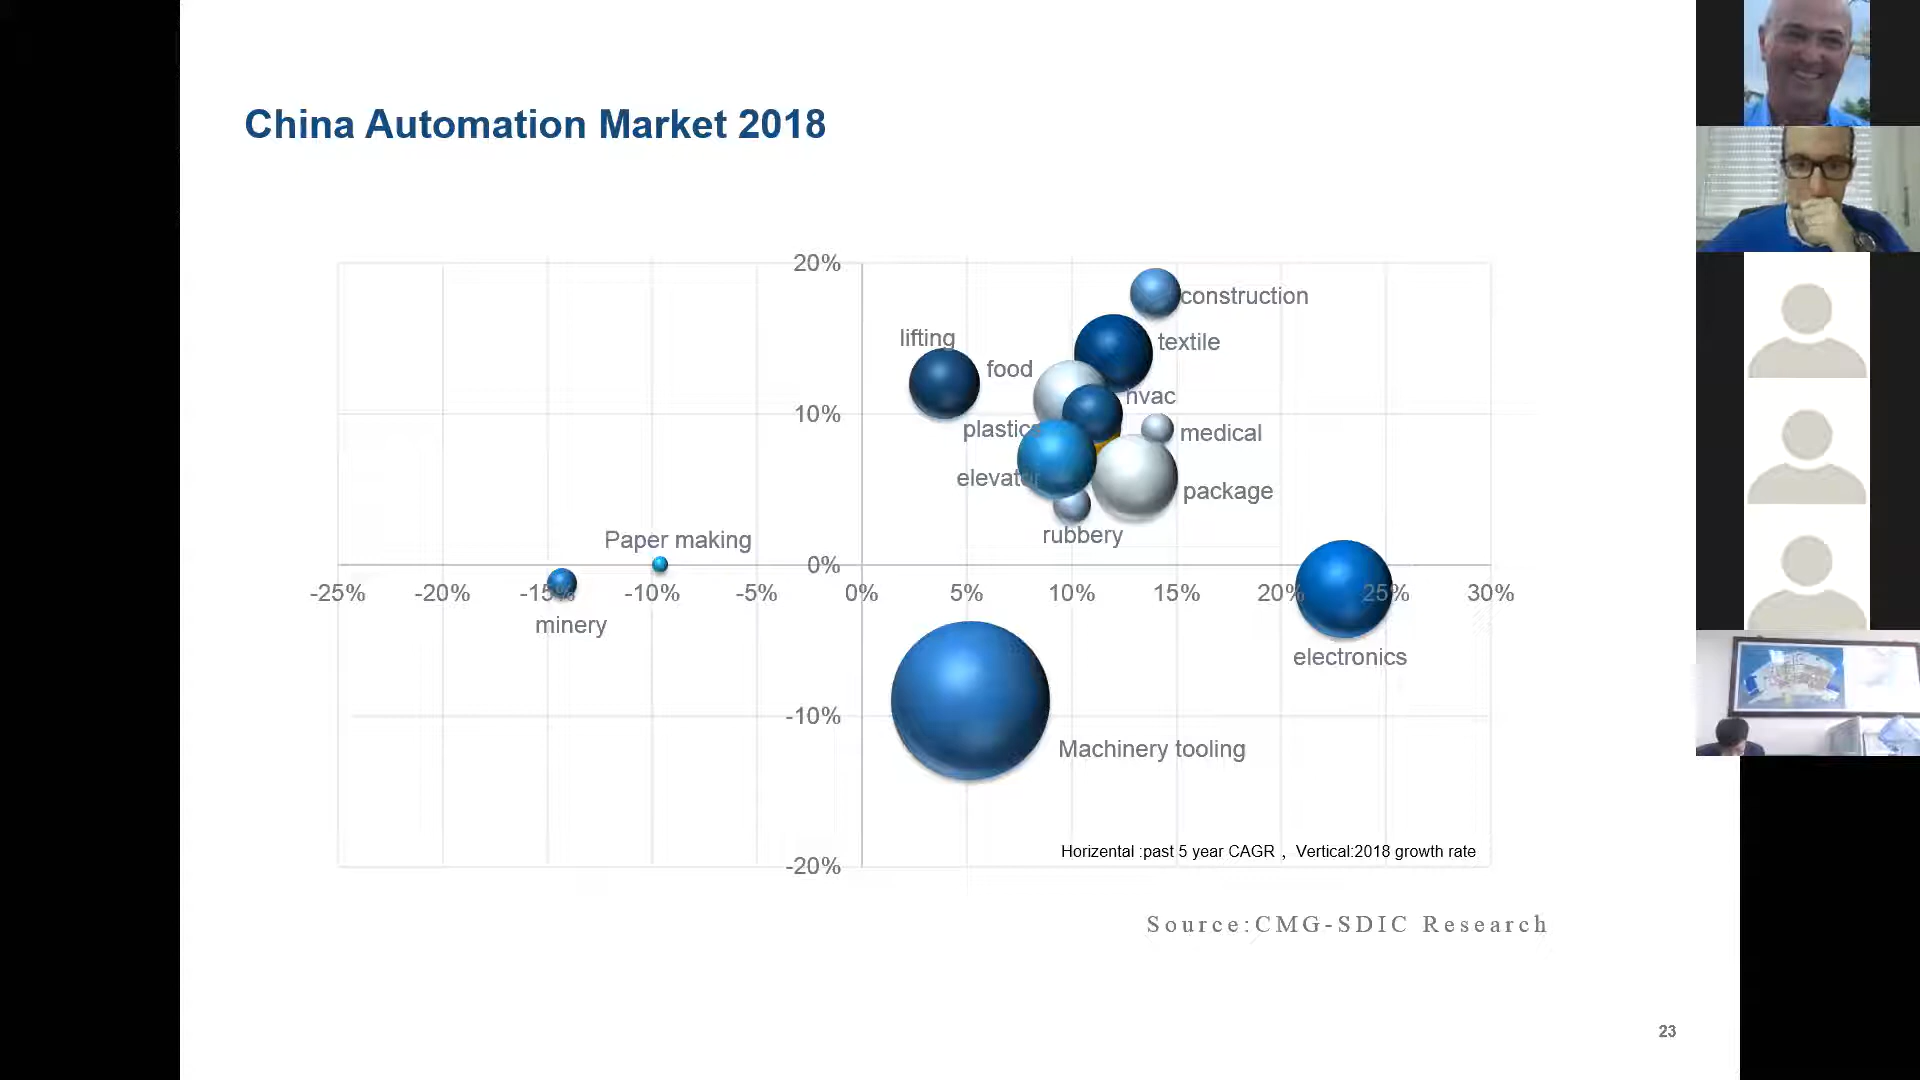 China Automation Market 2018
20%
construction
lifting
textile
food
hvac
10%
plastics
medical
elevator
package
rubbery
Paper making
0%
-25%
-20%
-15%
-10%
-5%
0%
5%
10%
15%
20%
25%
30%
minery
electronics
-10%
Machinery tooling
Horizental :past 5 year CAGR ,  Vertical:2018 growth rate
-20%
Source:CMG-SDIC Research
23